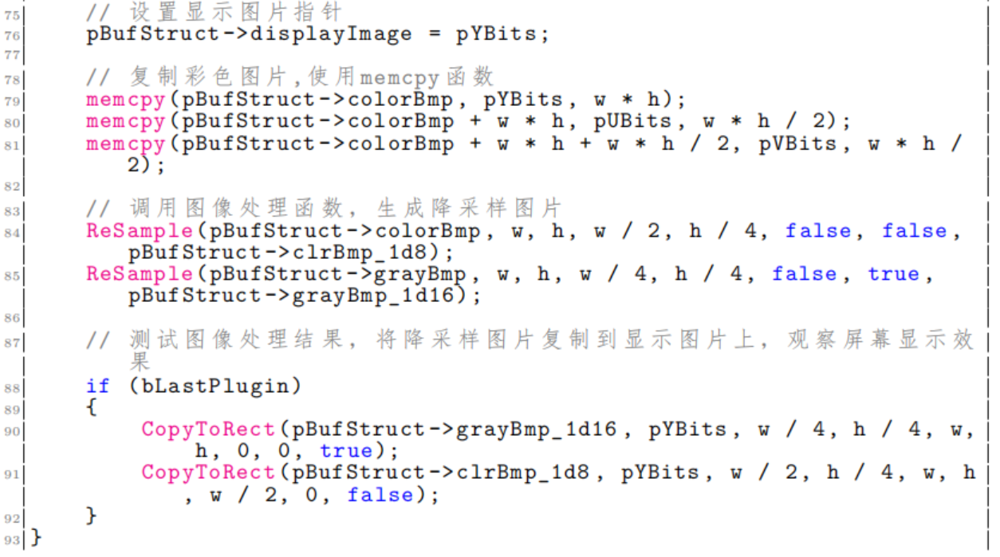 75 // 设置显示图片指针
76 pBufStruct->displayImage = pYBits;
77
78 // 复制彩色图片,使用memcpy函数
79 memcpy(pBufStruct->colorBmp, pYBits, w * h);
80 memcpy(pBufStruct->colorBmp + w * h, pUBits, w * h / 2);
81 memcpy(pBufStruct->colorBmp + w * h + w * h / 2, pVBits, w * h /
2);
82
83 // 调用图像处理函数，生成降采样图片
84 ReSample(pBufStruct->colorBmp, w, h, w / 2, h / 4, false, false,
pBufStruct->clrBmp_1d8);
85 ReSample(pBufStruct->grayBmp, w, h, w / 4, h / 4, false, true,
pBufStruct->grayBmp_1d16);
86
87 // 测试图像处理结果，将降采样图片复制到显示图片上，观察屏幕显示效
果
88 if (bLastPlugin)
89 {
90 CopyToRect(pBufStruct->grayBmp_1d16, pYBits, w / 4, h / 4, w,
h, 0, 0, true);
91 CopyToRect(pBufStruct->clrBmp_1d8, pYBits, w / 2, h / 4, w, h
, w / 2, 0, false);
92 }
93 }